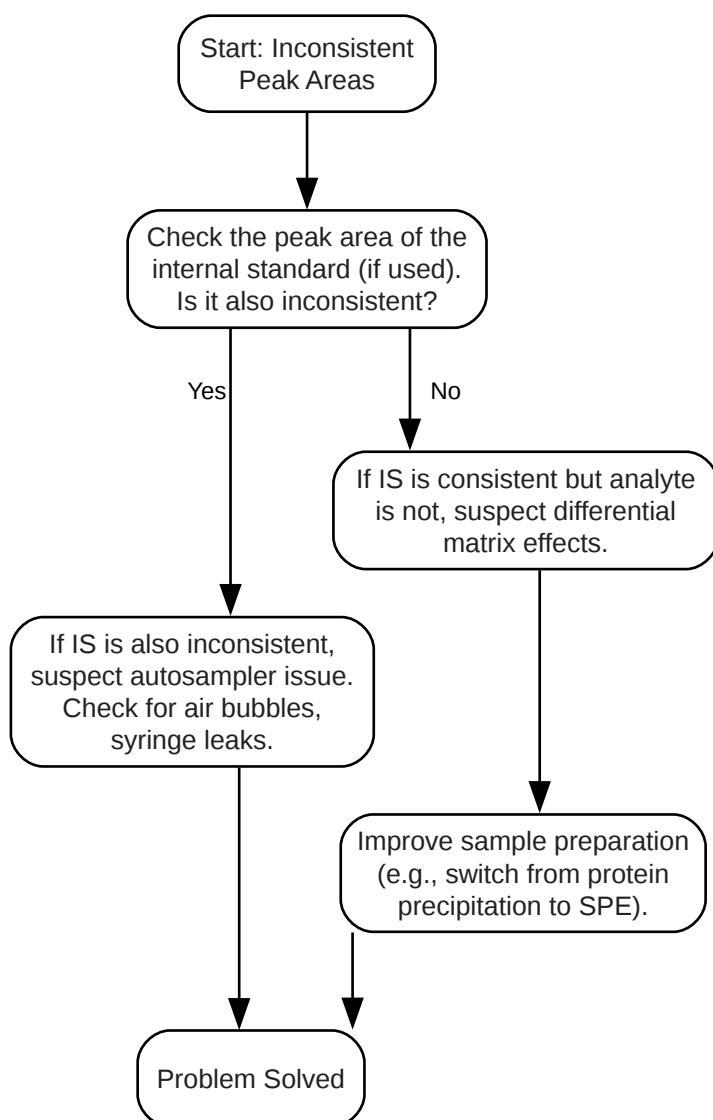 Start: Inconsistent
Peak Areas
Check the peak area of the
internal standard (if used).
Is it also inconsistent?
Yes
No
If IS is consistent but analyte
is not, suspect differential
matrix effects.
If IS is also inconsistent,
suspect autosampler issue.
Check for air bubbles,
syringe leaks.
Improve sample preparation
(e.g., switch from protein
precipitation to SPE).
Problem Solved